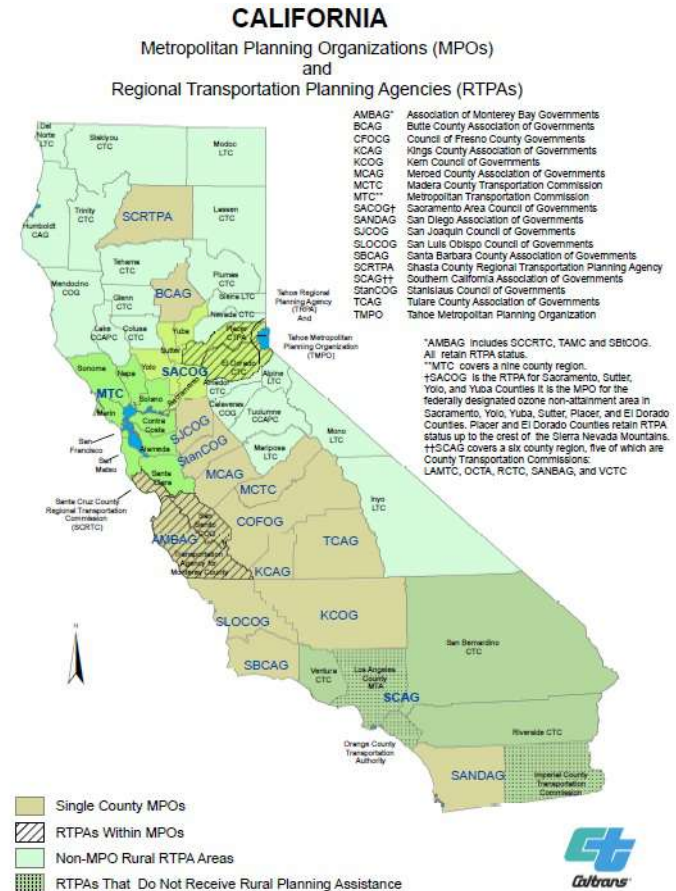 CALIFORNIA
Metropolitan Planning Organizations (MPOs)
and
Regional Transportation Planning Agencies (RTPAs)
AMBAG* Association of Monterey Bay Governments
BCAG Butte County Association of Governments
CFOCG Council of Fresno County Governments
KCAG Kings County Association of Governments
KCOG Kern Council of Governments
MCAG Merced County Association of Governments
MCTC Madera County Transportation Commission
MTC** Metropolitan Transportation Commission
SACOG† Sacramento Area Council of Governments
SANDAG San Diego Association of Governments
SJCOG San Joaquin Council of Governments
SLOCOG San Luis Obispo Council of Governments
SBCAG Santa Barbara County Association of Governments
SCRTPA Shasta County Regional Transportation Planning Agency
SCAG†† Southern California Association of Governments
StanCOG Stanislaus Council of Governments
TCAG Tulare County Association of Governments
TMPO Tahoe Metropolitan Planning Organization
*AMBAG includes SCCRTC, TAMC and SBtCOG.
All retain RTPA status.
**MTC covers a nine county region.
†SACOG is the RTPA for Sacramento, Sutter,
Yolo, and Yuba Counties It is the MPO for the
federally designated ozone non-attainment area in
Sacramento, Yolo, Yuba, Sutter, Placer, and El Dorado
Counties. Placer and El Dorado Counties retain RTPA
status up to the crest of the Sierra Nevada Mountains.
††SCAG covers a six county region, five of which are
County Transportation Commissions:
LAMTC, OCTA, RCTC, SANBAG, and VCTC
Del
Norte
LTC
Siskiyou
CTC
Modoc
LTC
Humboldt
CAG
Trinity
CTC
SCRTPA
Lassen
CTC
Tehama
CTC
Plumas
CTC
Mendocino
COG
Glenn
CTC
BCAG
Sierra LTC
Nevada CTC
Tahoe Regional
Planning Agency
(TRPA)
And
Tahoe Metropolitan
Planning Organization
(TMPO)
Lake
CCAPC
Colusa
CTC
Yuba
Sutter
Placer
CTPA
El Dorado
CTC
Sonoma
Napa
Yolo
SACOG
Sacramento
Amador
CTC
Alpine
LTC
MTC
Marin
Solano
Contra
Costa
Alameda
Calaveras
COG
Tuolumne
CCAPC
Mono
LTC
San
Francisco
San
Mateo
Santa
Clara
SJCOG
StanCOG
Mariposa
LTC
MCAG
MCTC
Inyo
LTC
Santa Cruz County
Regional Transportation
Commission
(SCRTC)
San
Benito
COG
AMBAG
Transportation
Agency for
Monterey County
COFOG
TCAG
KCAG
SLOCOG
KCOG
SBCAG
San Bernardino
CTC
Ventura
CTC
Los Angeles
County
MTA
SCAG
Orange County
Transportation
Authority
Riverside CTC
SANDAG
Imperial County
Transportation
Commission
N
Single County MPOs
RTPAs Within MPOs
Non-MPO Rural RTPA Areas
RTPAs That Do Not Receive Rural Planning Assistance
ct
Caltrans